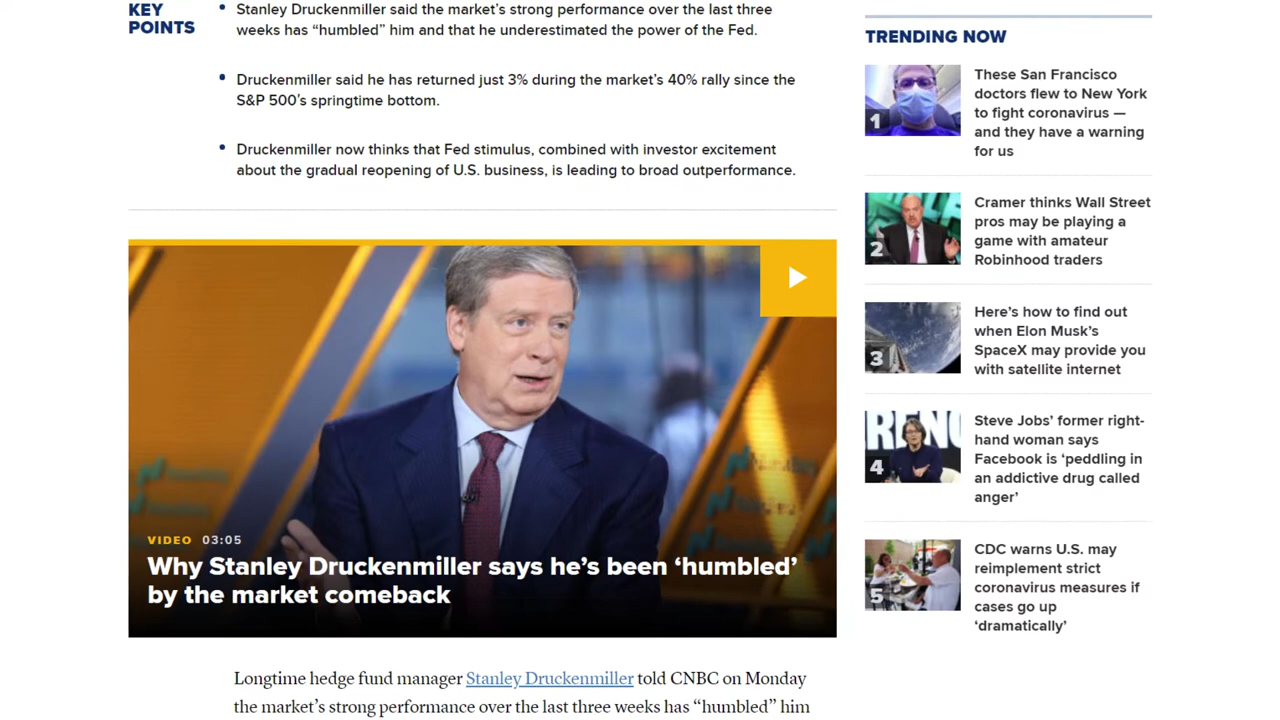 KEY
POINTS
Stanley Druckenmiller said the market’s strong performance over the last three
weeks has “humbled” him and that he underestimated the power of the Fed.
Druckenmiller said he has returned just 3% during the market’s 40% rally since the
S&P 500’s springtime bottom.
Druckenmiller now thinks that Fed stimulus, combined with investor excitement
about the gradual reopening of U.S. business, is leading to broad outperformance.
VIDEO 03:05
Why Stanley Druckenmiller says he’s been ‘humbled’
by the market comeback
Longtime hedge fund manager Stanley Druckenmiller told CNBC on Monday
the market’s strong performance over the last three weeks has “humbled” him
TRENDING NOW
1
These San Francisco
doctors flew to New York
to fight coronavirus —
and they have a warning
for us
2
Cramer thinks Wall Street
pros may be playing a
game with amateur
Robinhood traders
3
Here’s how to find out
when Elon Musk’s
SpaceX may provide you
with satellite internet
4
Steve Jobs’ former right-
hand woman says
Facebook is ‘peddling in
an addictive drug called
anger’
5
CDC warns U.S. may
reimplement strict
coronavirus measures if
cases go up
‘dramatically’